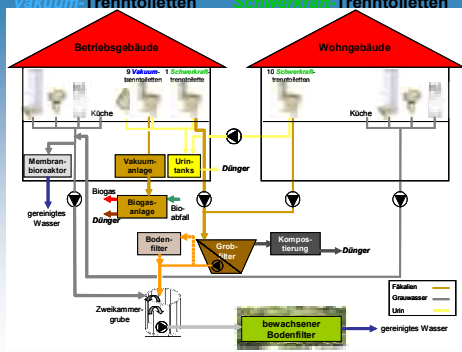 Vakuum-Trenntoiletten Schwerkraft-Trenntoiletten
Betriebsgebäude
Wohngebäude
9 Vakuum-
trenntoiletten
1 Schwerkraft-
trenntoilette
10 Schwerkraft-
trenntoiletten
Küche
Küche
Membran-
bioreaktor
Vakuum-
anlage
Urin-
tanks
Dünger
Biogas
gereinigtes
Wasser
Dünger
Biogas-
anlage
Bio-
abfall
Boden-
filter
Grob-
filter
Kompos-
tierung
Dünger
Fäkalien
Grauwasser
Urin
Zweikammer-
grube
bewachsener
Bodenfilter
gereinigtes Wasser